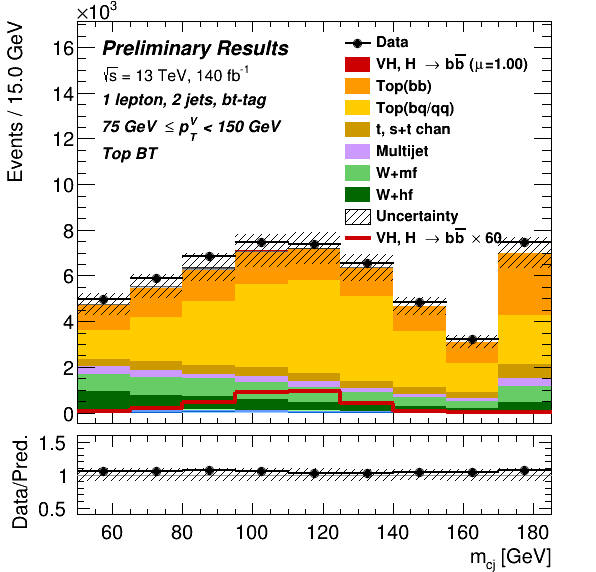 ×10³
Events / 15.0 GeV
16
14
12
10
8
6
4
2
0
Preliminary Results
√s = 13 TeV, 140 fb⁻¹
1 lepton, 2 jets, bt-tag
75 GeV ≤ p_T^V < 150 GeV
Top BT
Data
VH, H → bb̅ (μ=1.00)
Top(bb)
Top(bq/qq)
t, s+t chan
Multijet
W+mf
W+hf
Uncertainty
VH, H → bb̅ × 60
Data/Pred.
1.5
1
0.5
60 80 100 120 140 160 180
m_cj [GeV]